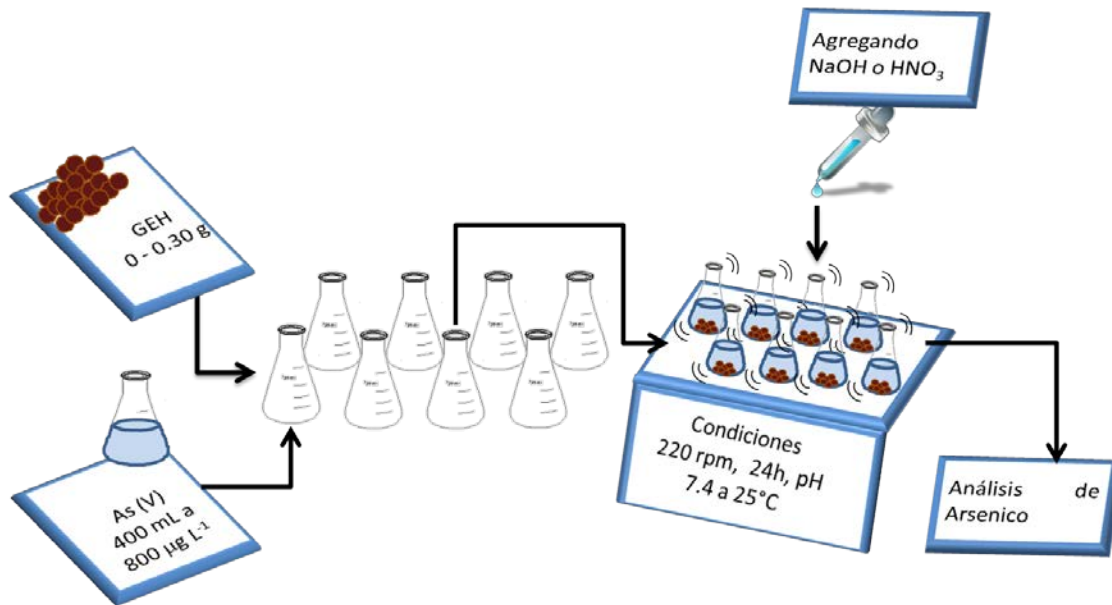 Agregando
NaOH o HNO₃
GEH
0 - 0.30 g
As (V)
400 mL a
800 µg L⁻¹
Condiciones
220 rpm, 24h, pH
7.4 a 25°C
Análisis de
Arsenico